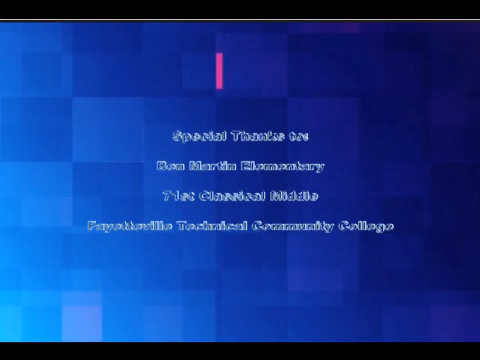 Special Thanks to:
Ben Martin Elementary
71st Classical Middle
Fayetteville Technical Community College